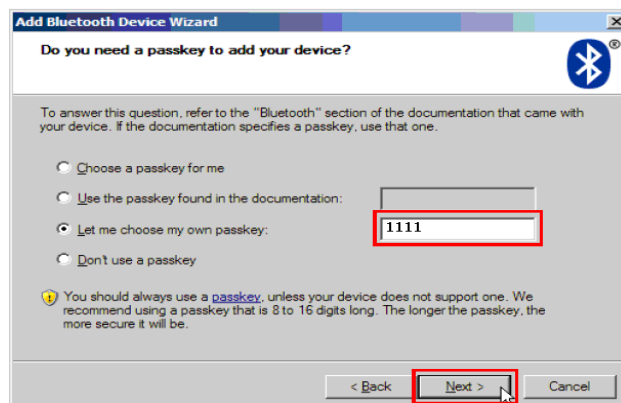 Add Bluetooth Device Wizard
Do you need a passkey to add your device?
®
To answer this question, refer to the "Bluetooth" section of the documentation that came with
your device. If the documentation specifies a passkey, use that one.
Choose a passkey for me
Use the passkey found in the documentation:
Let me choose my own passkey:
1111
Don't use a passkey
You should always use a passkey, unless your device does not support one. We
recommend using a passkey that is 8 to 16 digits long. The longer the passkey, the
more secure it will be.
< Back
Next >
Cancel